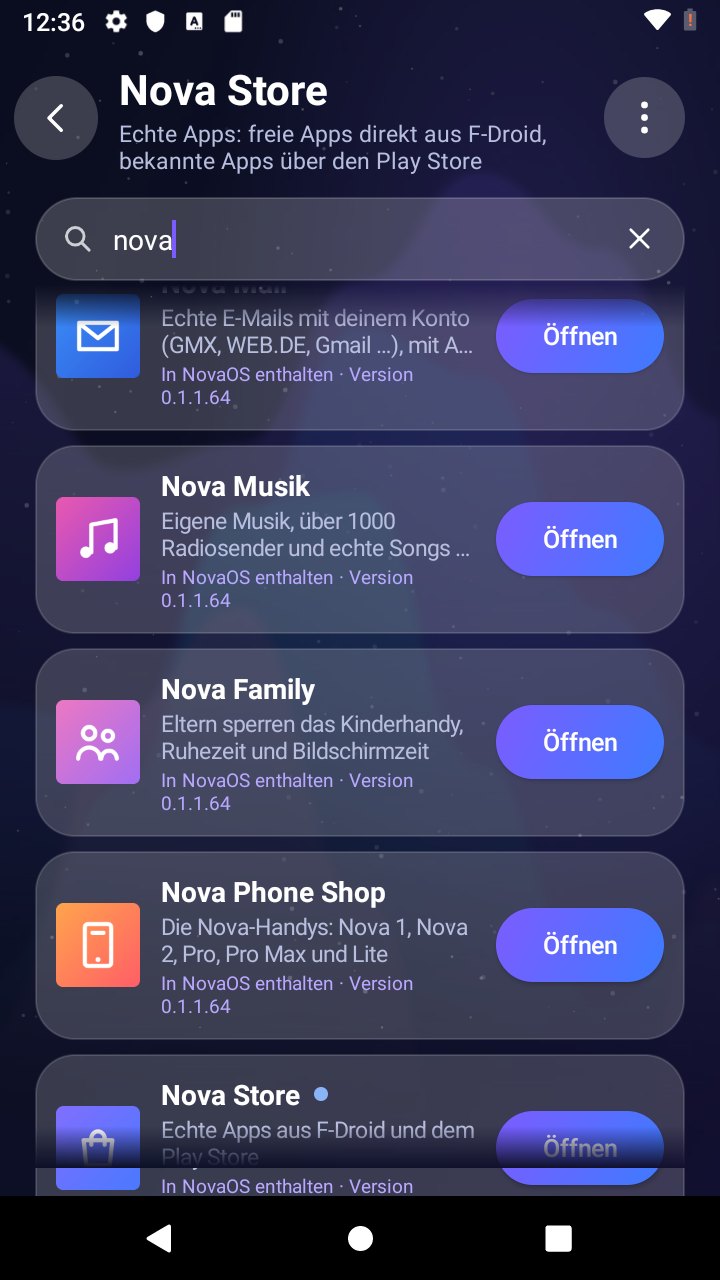 12:36
Nova Store
Echte Apps: freie Apps direkt aus F-Droid,
bekannte Apps über den Play Store
nova
Nova Mail
Echte E-Mails mit deinem Konto
(GMX, WEB.DE, Gmail ...), mit A...
In NovaOS enthalten · Version
0.1.1.64
Öffnen
Nova Musik
Eigene Musik, über 1000
Radiosender und echte Songs ...
In NovaOS enthalten · Version
0.1.1.64
Öffnen
Nova Family
Eltern sperren das Kinderhandy,
Ruhezeit und Bildschirmzeit
In NovaOS enthalten · Version
0.1.1.64
Öffnen
Nova Phone Shop
Die Nova-Handys: Nova 1, Nova
2, Pro, Pro Max und Lite
In NovaOS enthalten · Version
0.1.1.64
Öffnen
Nova Store
Echte Apps aus F-Droid und dem
Play Store
In NovaOS enthalten · Version
Öffnen